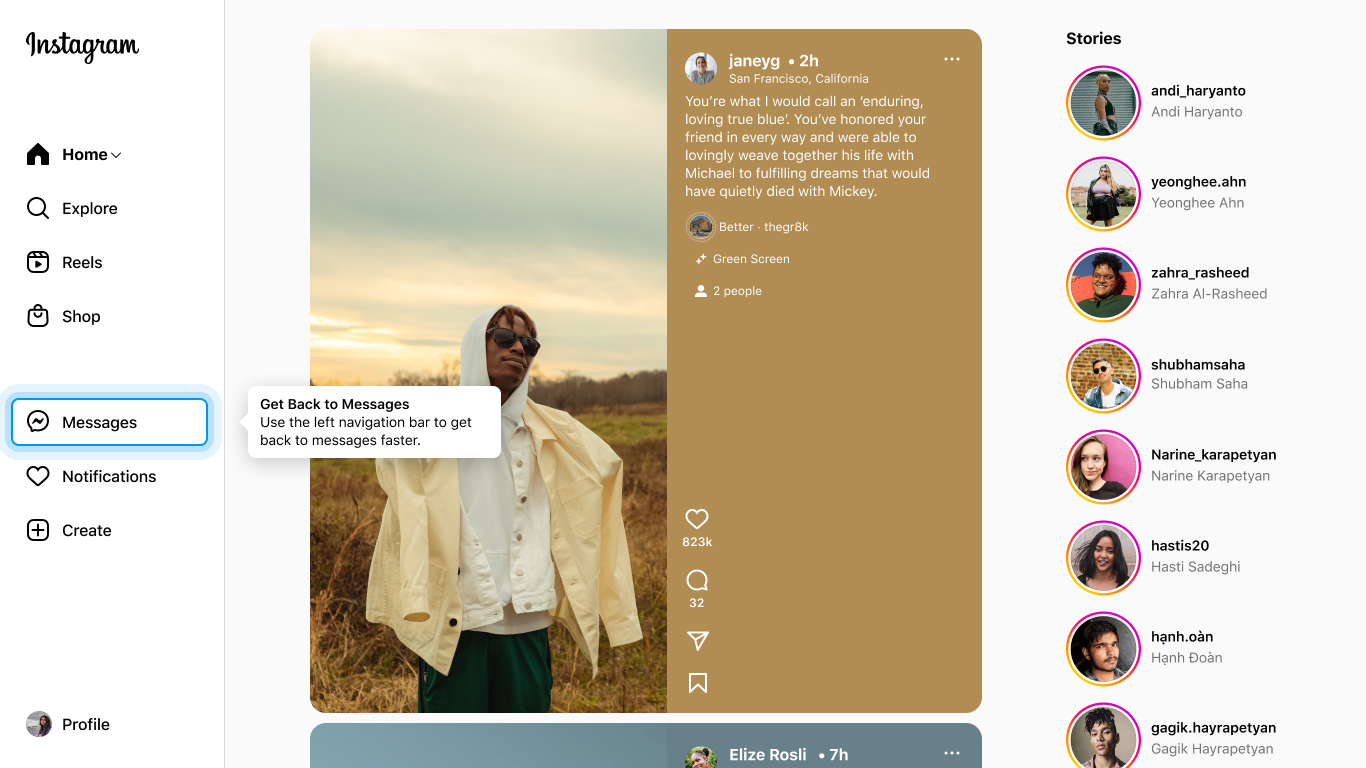 Instagram
Home
Explore
Reels
Shop
Messages
Notifications
Create
Profile
Get Back to Messages
Use the left navigation bar to get
back to messages faster.
janeyg • 2h
San Francisco, California
You’re what I would call an ‘enduring,
loving true blue’. You’ve honored your
friend in every way and were able to
lovingly weave together his life with
Michael to fulfilling dreams that would
have quietly died with Mickey.
Better · thegr8k
Green Screen
2 people
823k
32
Elize Rosli • 7h
Stories
andi_haryanto
Andi Haryanto
yeonghee.ahn
Yeonghee Ahn
zahra_rasheed
Zahra Al-Rasheed
shubhamsaha
Shubham Saha
Narine_karapetyan
Narine Karapetyan
hastis20
Hasti Sadeghi
hạnh.oàn
Hạnh Đoàn
gagik.hayrapetyan
Gagik Hayrapetyan